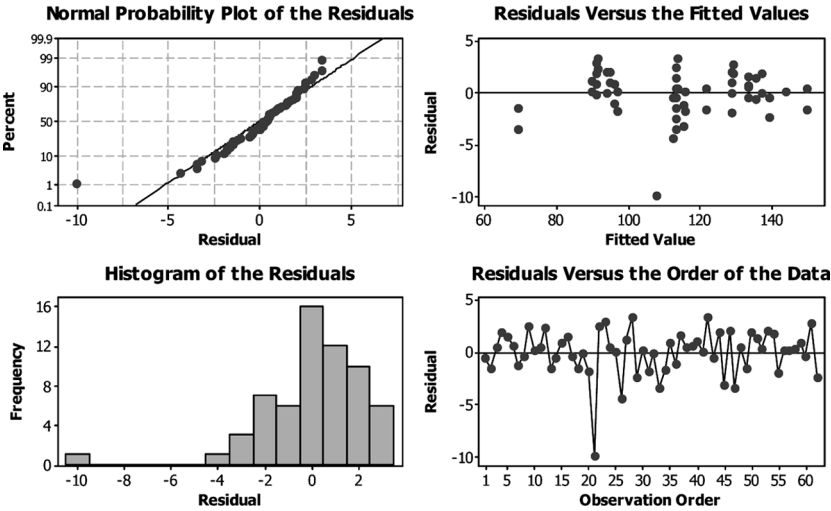 Normal Probability Plot of the Residuals
99.9
99
90
50
10
1
0.1
Percent
-10 -5 0 5
Residual
Residuals Versus the Fitted Values
5
0
-5
-10
Residual
60 80 100 120 140
Fitted Value
Histogram of the Residuals
16
12
8
4
0
Frequency
-10 -8 -6 -4 -2 0 2
Residual
Residuals Versus the Order of the Data
5
0
-5
-10
Residual
1 5 10 15 20 25 30 35 40 45 50 55 60
Observation Order